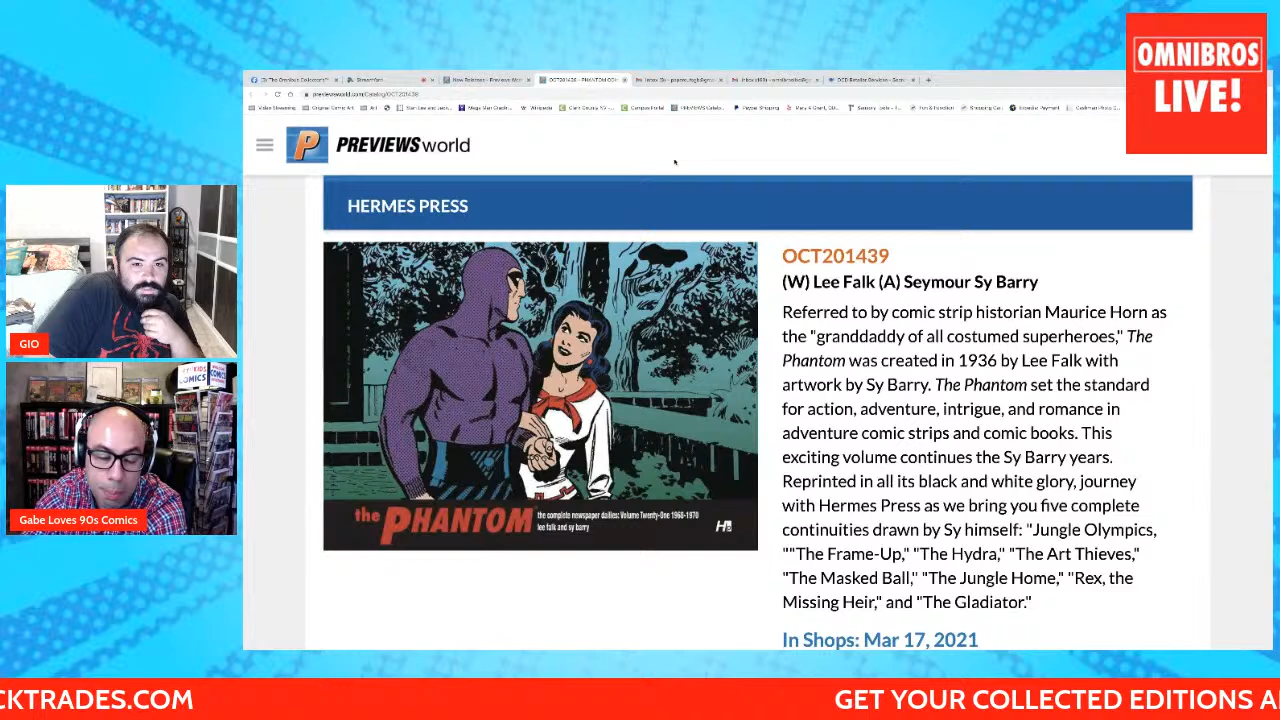 OMNIBROS
LIVE!
previewsworld.com/Catalog/OCT201439
PREVIEWSworld
HERMES PRESS
OCT201439
(W) Lee Falk (A) Seymour Sy Barry
Referred to by comic strip historian Maurice Horn as
the "granddaddy of all costumed superheroes," The
Phantom was created in 1936 by Lee Falk with
artwork by Sy Barry. The Phantom set the standard
for action, adventure, intrigue, and romance in
adventure comic strips and comic books. This
exciting volume continues the Sy Barry years.
Reprinted in all its black and white glory, journey
with Hermes Press as we bring you five complete
continuities drawn by Sy himself: "Jungle Olympics,
""The Frame-Up," "The Hydra," "The Art Thieves,"
"The Masked Ball," "The Jungle Home," "Rex, the
Missing Heir," and "The Gladiator."
In Shops: Mar 17, 2021
the PHANTOM
the complete newspaper dailies: Volume Twenty-One 1968-1970
lee falk and sy barry
GIO
COMICS
Gabe Loves 90s Comics
CKTRADES.COM
GET YOUR COLLECTED EDITIONS A